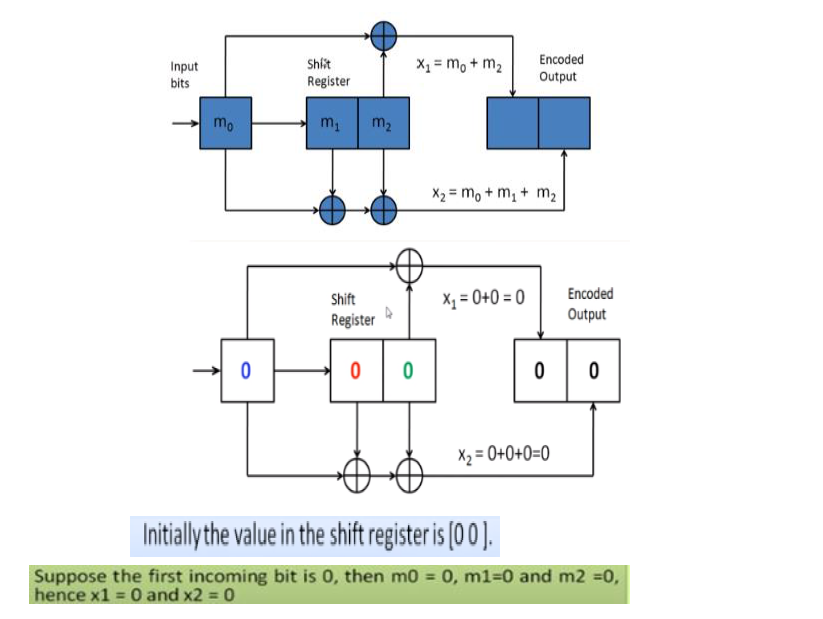 Input
bits
Shift
Register
x₁ = m₀ + m₂
Encoded
Output
m₀
m₁
m₂
x₂ = m₀ + m₁ + m₂
Shift
Register
x₁ = 0+0 = 0
Encoded
Output
0
0
0
0
0
x₂ = 0+0+0=0
Initially the value in the shift register is [0 0 ].
Suppose the first incoming bit is 0, then m0 = 0, m1=0 and m2 =0,
hence x1 = 0 and x2 = 0